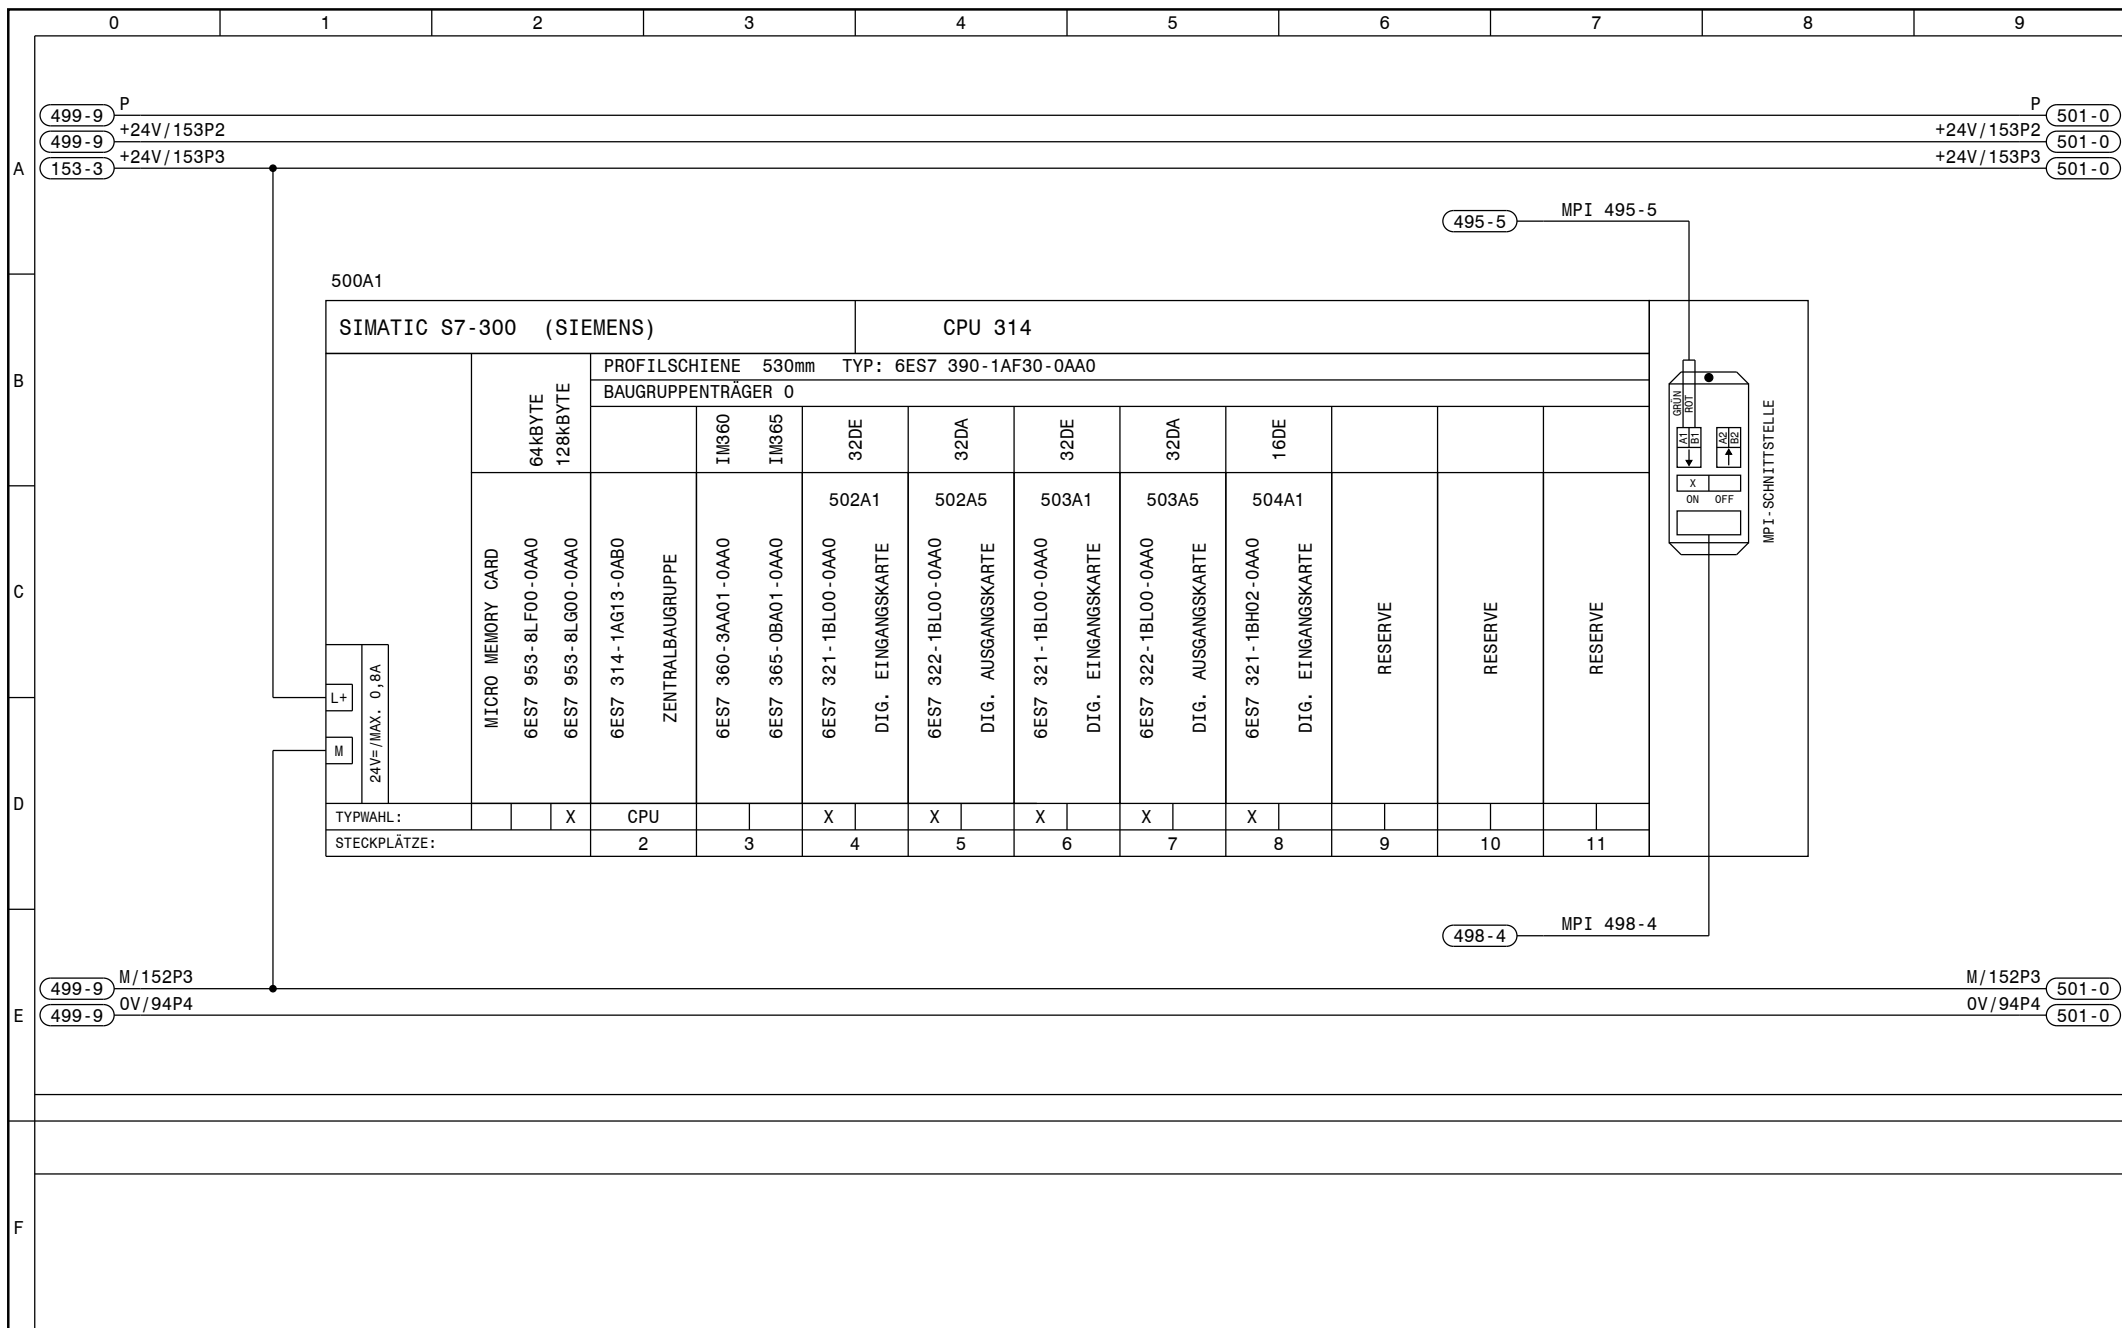 0 1 2 3 4 5 6 7 8 9
P P
499-9 501-0
+24V/153P2 +24V/153P2
499-9 501-0
+24V/153P3 +24V/153P3
A 153-3 501-0
MPI 495-5
495-5
500A1
SIMATIC S7-300 (SIEMENS) CPU 314
PROFILSCHIENE 530mm TYP: 6ES7 390-1AF30-0AA0
B
BAUGRUPPENTRÄGER 0
64kBYTE
128kBYTE
IM360
IM365
32DE
32DA
32DE
32DA
16DE
GRÜN
ROT
A1
B1
A2
B2
X
ON OFF
MPI-SCHNITTSTELLE
502A1 502A5 503A1 503A5 504A1
C
MICRO MEMORY CARD
6ES7 953-8LF00-0AA0
6ES7 953-8LG00-0AA0
6ES7 314-1AG13-0AB0
ZENTRALBAUGRUPPE
6ES7 360-3AA01-0AA0
6ES7 365-0BA01-0AA0
6ES7 321-1BL00-0AA0
DIG. EINGANGSKARTE
6ES7 322-1BL00-0AA0
DIG. AUSGANGSKARTE
6ES7 321-1BL00-0AA0
DIG. EINGANGSKARTE
6ES7 322-1BL00-0AA0
DIG. AUSGANGSKARTE
6ES7 321-1BH02-0AA0
DIG. EINGANGSKARTE
RESERVE
RESERVE
RESERVE
L+
M
24V=/MAX. 0,8A
D
TYPWAHL: X CPU X X X X X
STECKPLÄTZE: 2 3 4 5 6 7 8 9 10 11
MPI 498-4
498-4
M/152P3 M/152P3
499-9 501-0
0V/94P4 0V/94P4
E 499-9 501-0
F